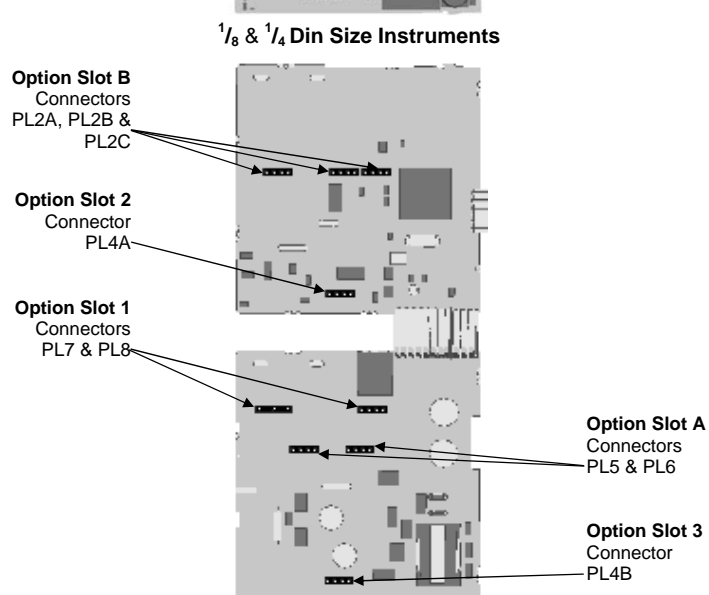 1/8 & 1/4 Din Size Instruments
Option Slot B
Connectors
PL2A, PL2B &
PL2C
Option Slot 2
Connector
PL4A
Option Slot 1
Connectors
PL7 & PL8
Option Slot A
Connectors
PL5 & PL6
Option Slot 3
Connector
PL4B